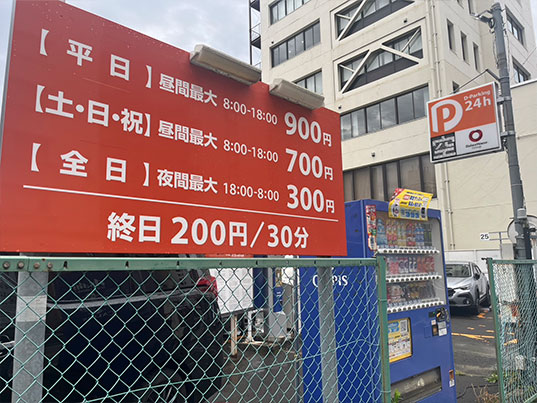 【平日】昼間最大 8:00-18:00 900円
【土・日・祝】昼間最大 8:00-18:00 700円
【全日】夜間最大 18:00-8:00 300円
終日 200円/30分
D-Parking
P 24h
空
25